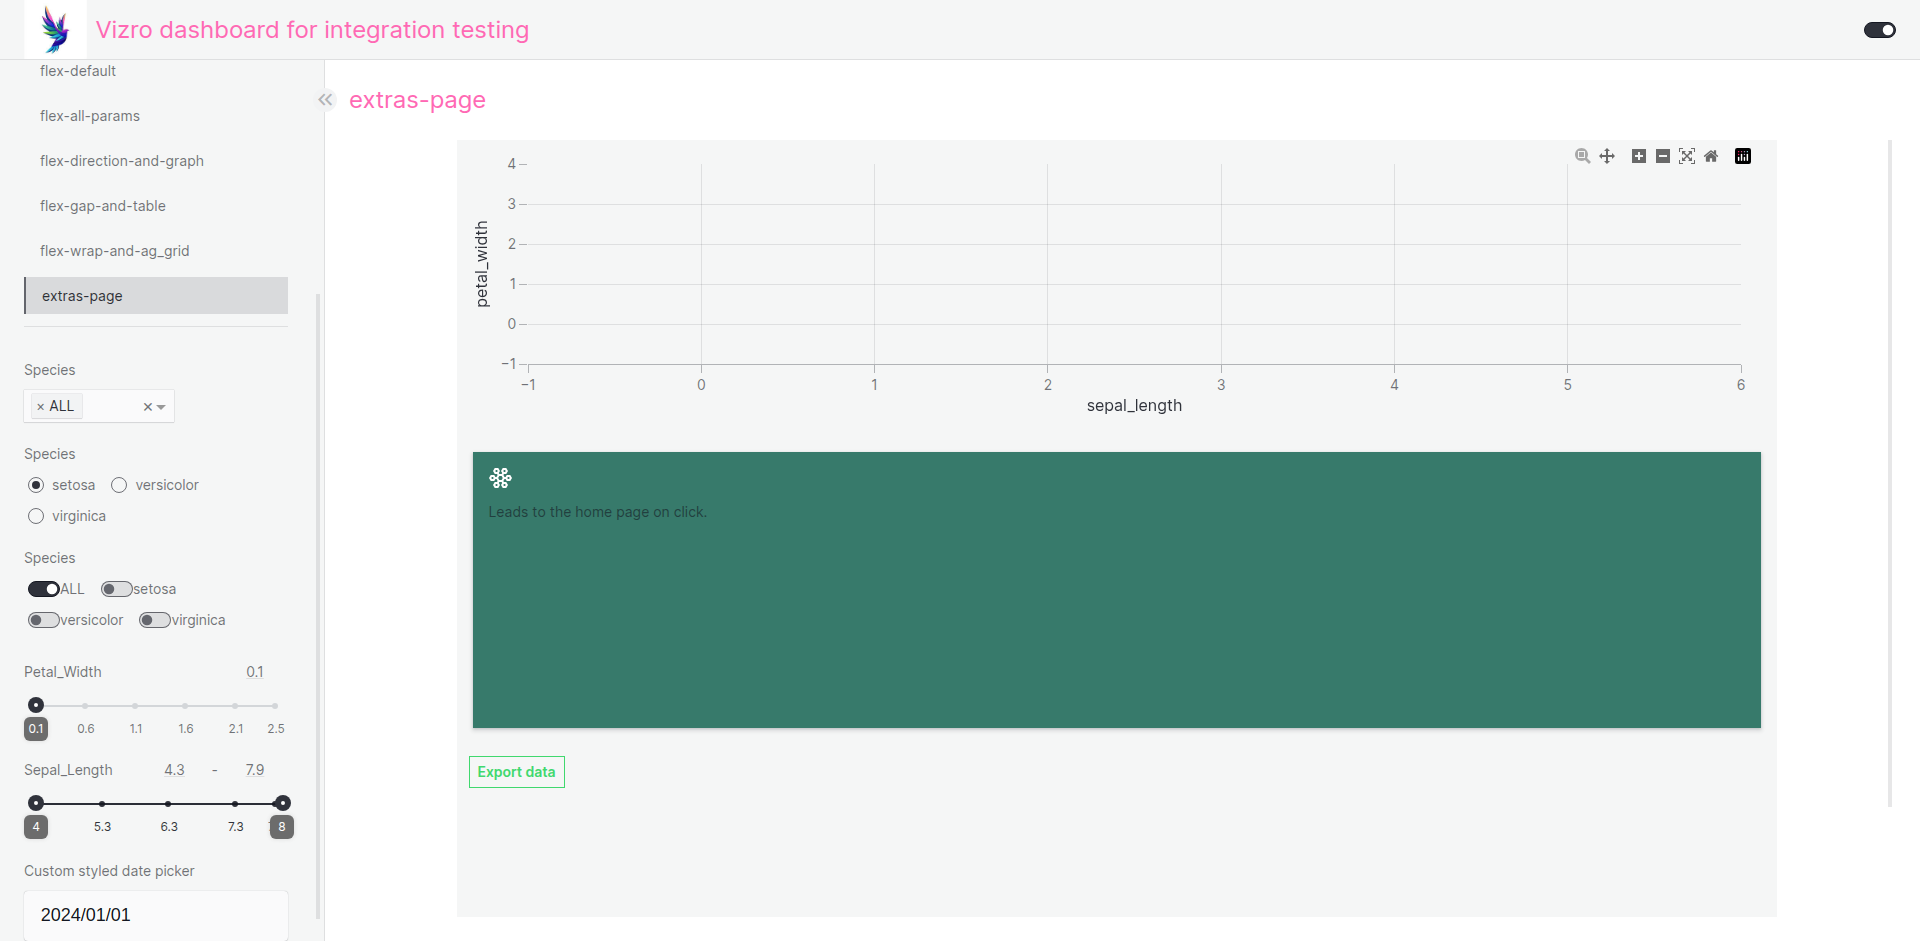 Vizro dashboard for integration testing
flex-default
flex-all-params
flex-direction-and-graph
flex-gap-and-table
flex-wrap-and-ag_grid
extras-page
Species
× ALL ×
Species
setosa versicolor
virginica
Species
ALL setosa
versicolor virginica
Petal_Width 0.1
0.1 0.6 1.1 1.6 2.1 2.5
Sepal_Length 4.3 - 7.9
4 5.3 6.3 7.3 8
Custom styled date picker
2024/01/01
extras-page
4
3
2
1
0
−1
petal_width
−1 0 1 2 3 4 5 6
sepal_length
Leads to the home page on click.
Export data